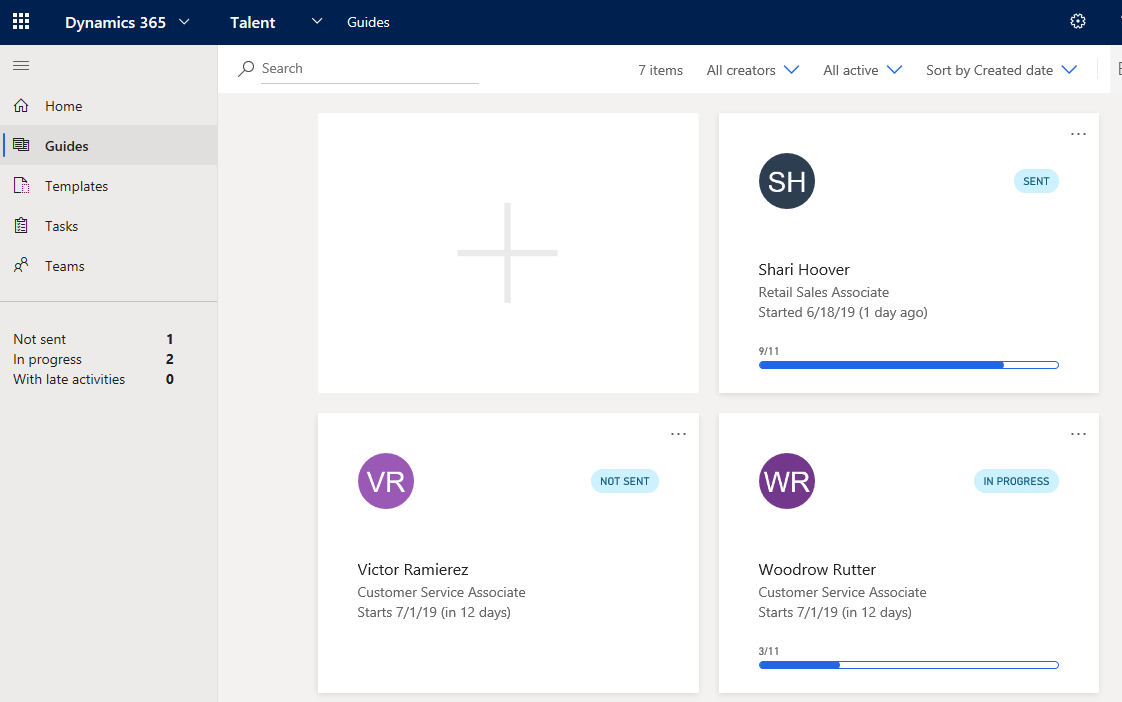 Dynamics 365 Talent Guides
Search 7 items All creators All active Sort by Created date
Home
Guides
Templates
Tasks
Teams
Not sent 1
In progress 2
With late activities 0
...
SH
SENT
Shari Hoover
Retail Sales Associate
Started 6/18/19 (1 day ago)
9/11
...
VR
NOT SENT
Victor Ramierez
Customer Service Associate
Starts 7/1/19 (in 12 days)
...
WR
IN PROGRESS
Woodrow Rutter
Customer Service Associate
Starts 7/1/19 (in 12 days)
3/11